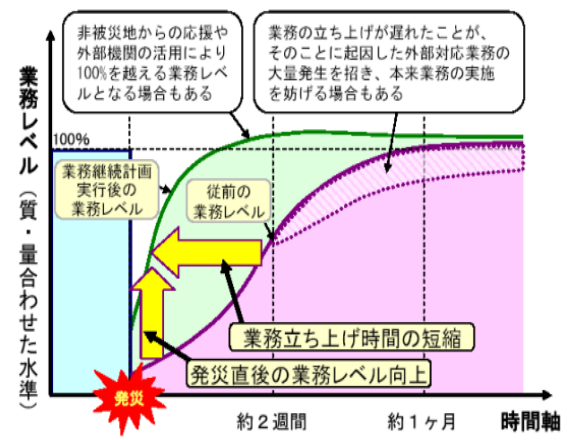 非被災地からの応援や
外部機関の活用により
100%を越える業務レベ
ルとなる場合もある
業務の立ち上げが遅れたことが、
そのことに起因した外部対応業務の
大量発生を招き、本来業務の実施
を妨げる場合もある
業務レベル（質・量合わせた水準）
100%
業務継続計画
実行後の
業務レベル
従前の
業務レベル
業務立ち上げ時間の短縮
発災直後の業務レベル向上
発災
約２週間
約１ヶ月
時間軸